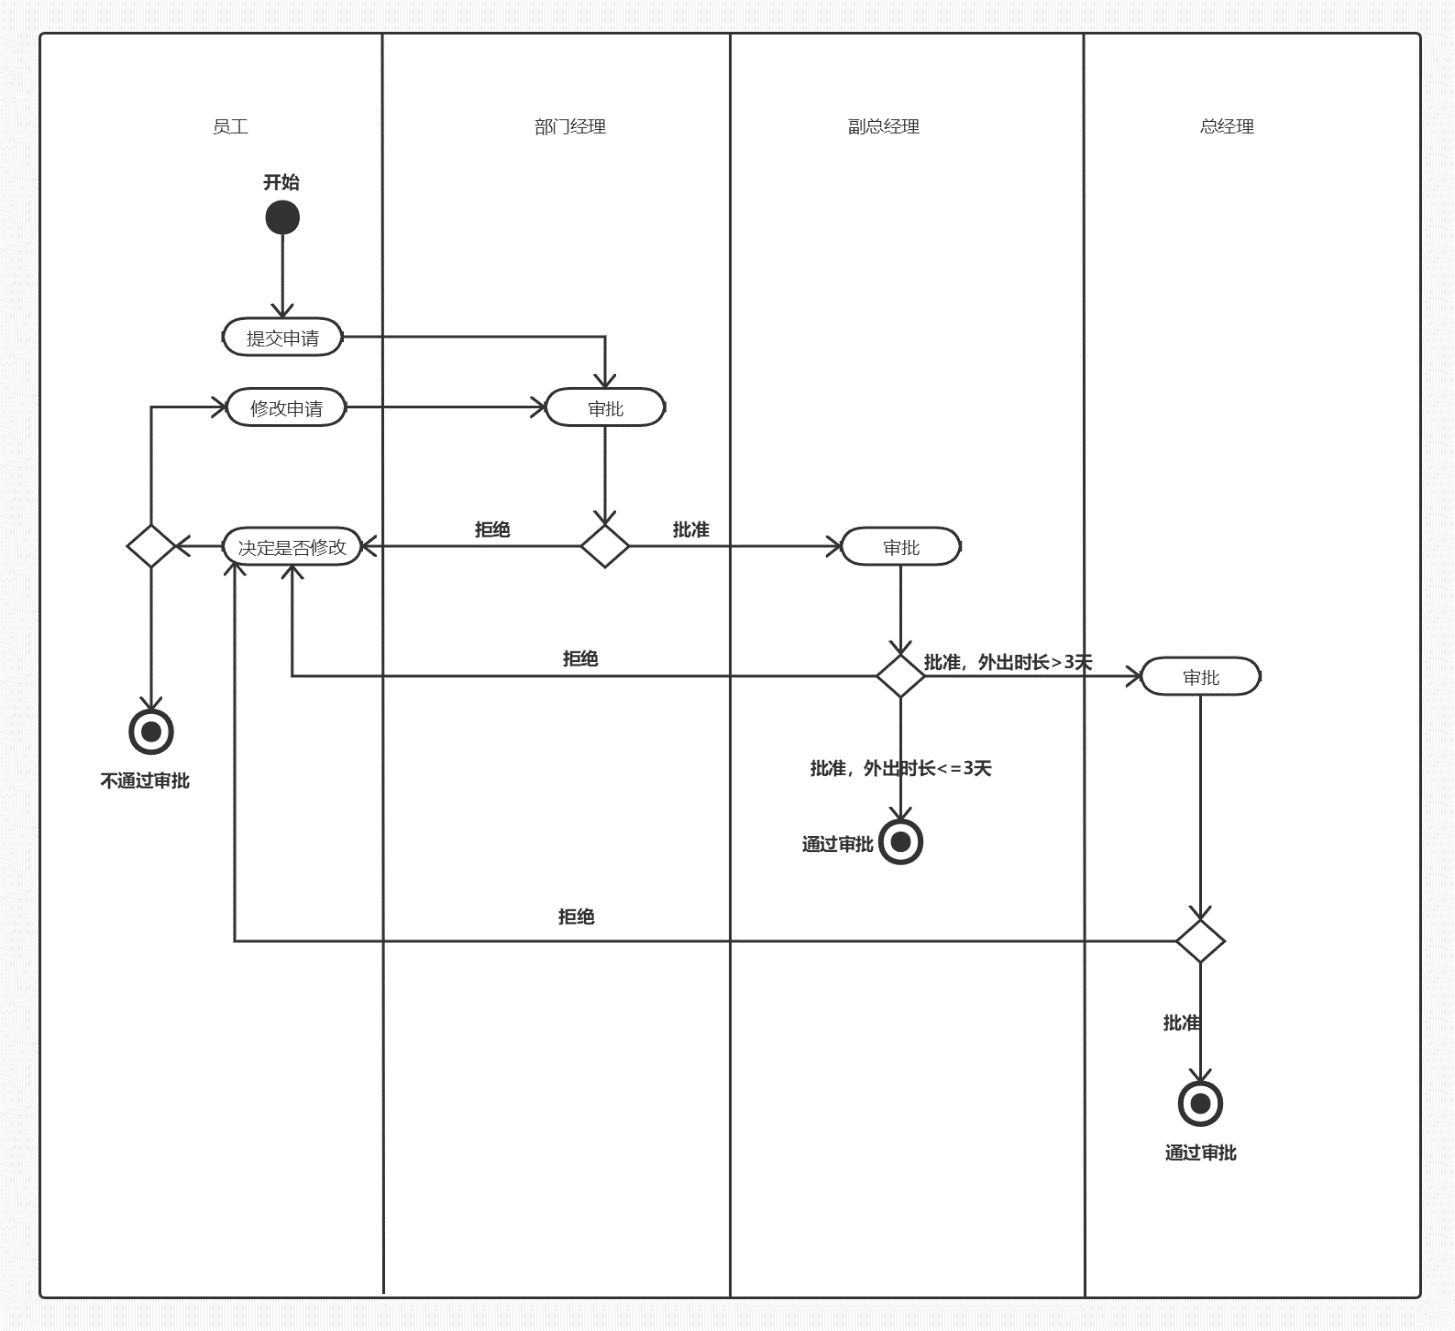 员工
部门经理
副总经理
总经理
开始
提交申请
修改申请
审批
拒绝
批准
决定是否修改
审批
拒绝
批准，外出时长>3天
审批
批准，外出时长<=3天
不通过审批
通过审批
拒绝
批准
通过审批